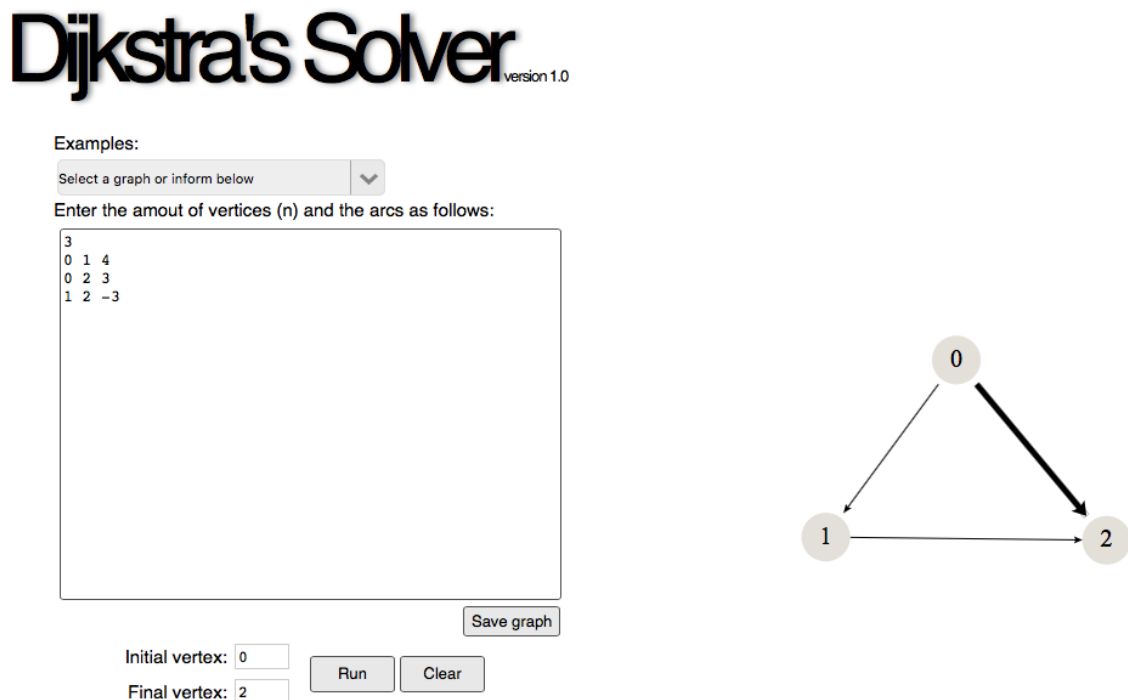 Dijkstra's Solver version 1.0
Examples:
Select a graph or inform below
Enter the amout of vertices (n) and the arcs as follows:
3
0 1 4
0 2 3
1 2 -3
0
1
2
Save graph
Initial vertex: 0
Run
Clear
Final vertex: 2